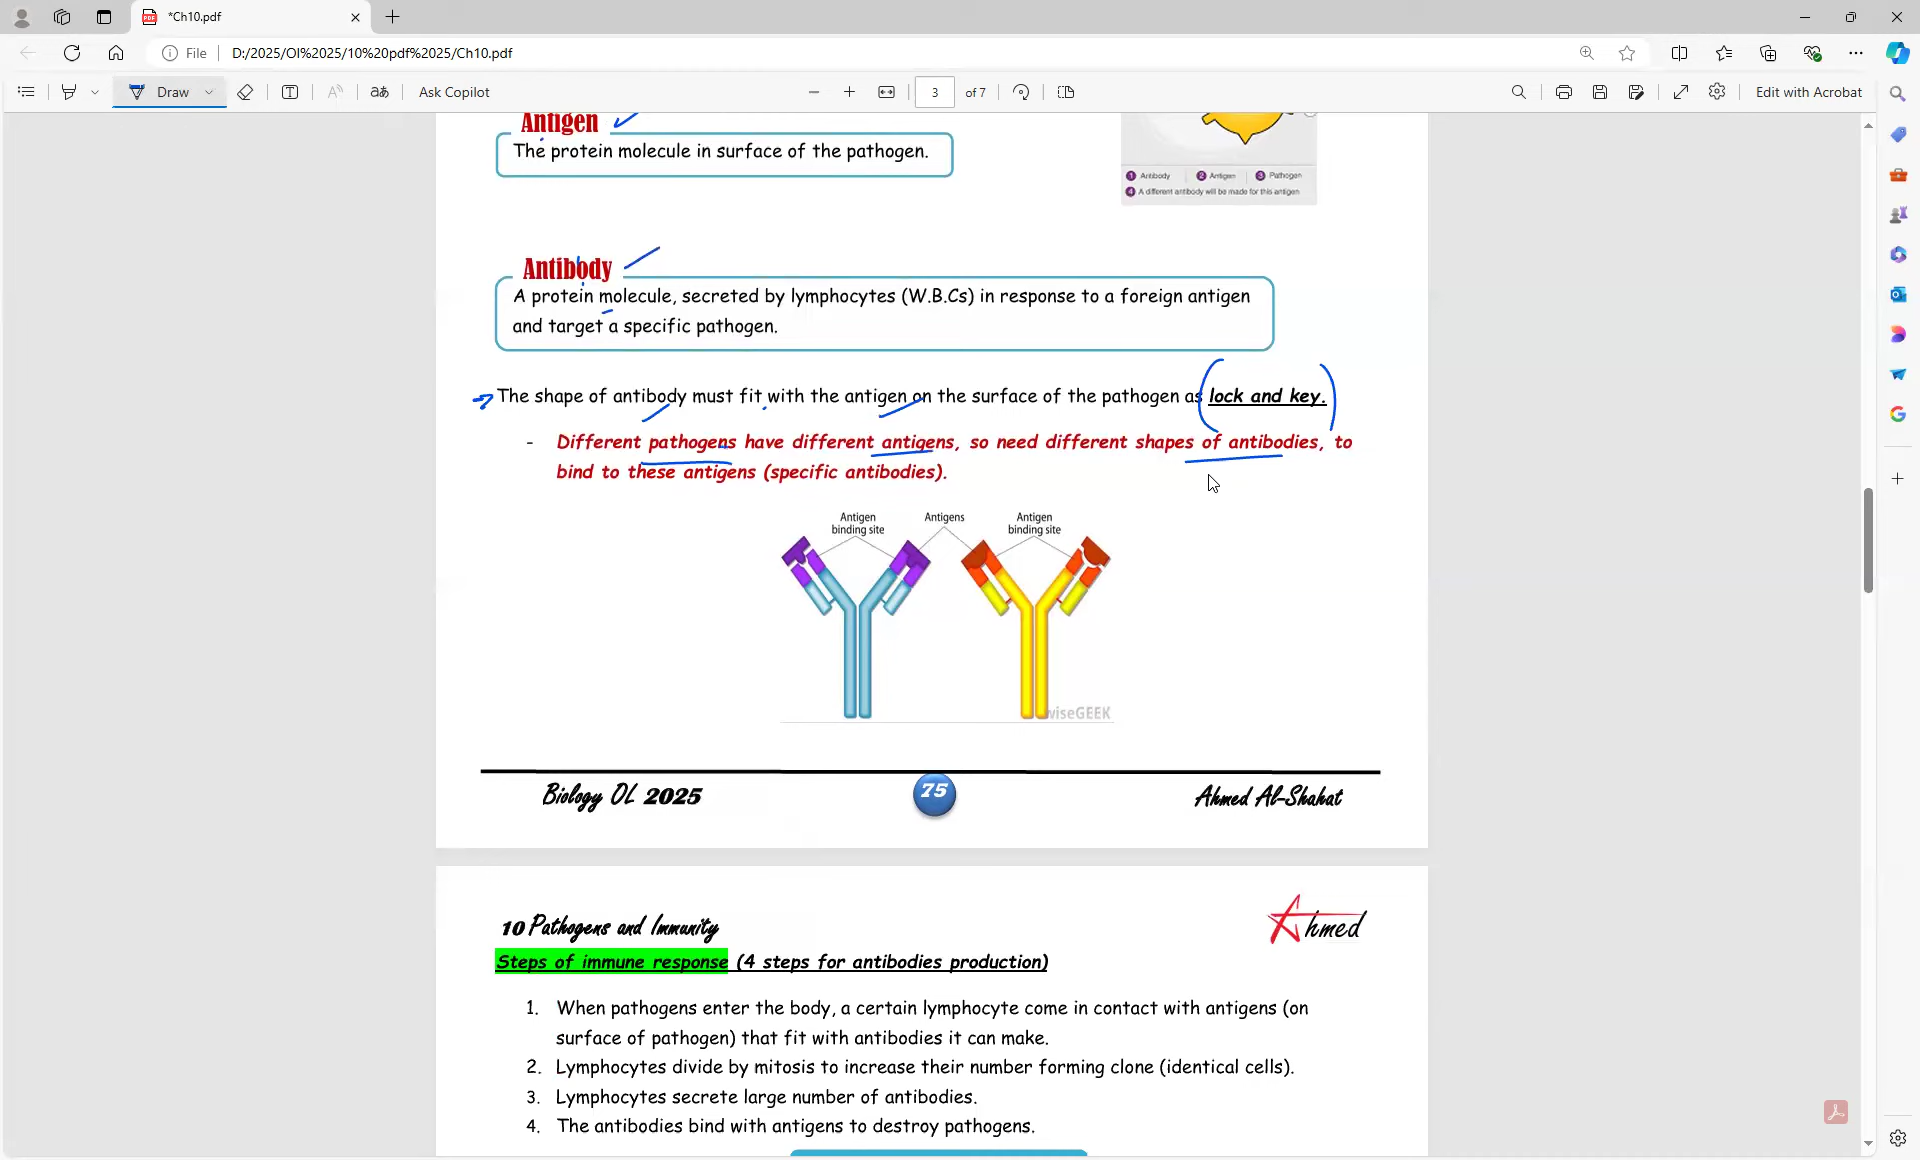 *Ch10.pdf
File
D:/2025/Ol%2025/10%20pdf%2025/Ch10.pdf
Draw
Ask Copilot
3 of 7
Edit with Acrobat
Antigen
The protein molecule in surface of the pathogen.
1 Antibody 2 Antigen 3 Pathogen
4 A different antibody will be made for this antigen
Antibody
A protein molecule, secreted by lymphocytes (W.B.Cs) in response to a foreign antigen
and target a specific pathogen.
The shape of antibody must fit with the antigen on the surface of the pathogen as lock and key.
- Different pathogens have different antigens, so need different shapes of antibodies, to
bind to these antigens (specific antibodies).
Antigen
binding site
Antigens
Antigen
binding site
wiseGEEK
Biology OL 2025
75
Ahmed Al-Shahat
10 Pathogens and Immunity
Ahmed
Steps of immune response (4 steps for antibodies production)
1. When pathogens enter the body, a certain lymphocyte come in contact with antigens (on
surface of pathogen) that fit with antibodies it can make.
2. Lymphocytes divide by mitosis to increase their number forming clone (identical cells).
3. Lymphocytes secrete large number of antibodies.
4. The antibodies bind with antigens to destroy pathogens.